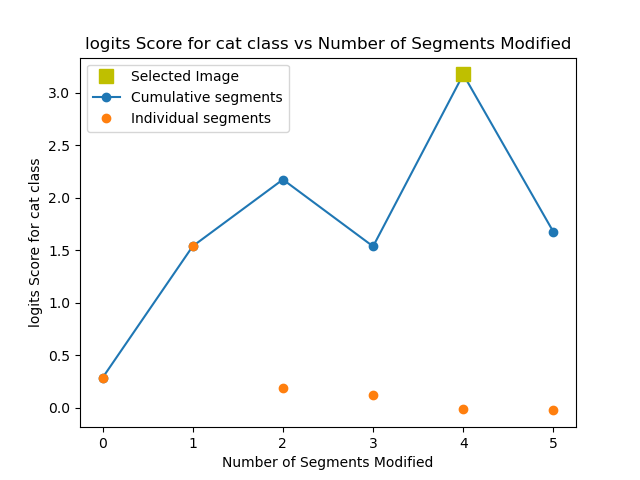 logits Score for cat class vs Number of Segments Modified
Selected Image
Cumulative segments
Individual segments
logits Score for cat class
3.0
2.5
2.0
1.5
1.0
0.5
0.0
0 1 2 3 4 5
Number of Segments Modified